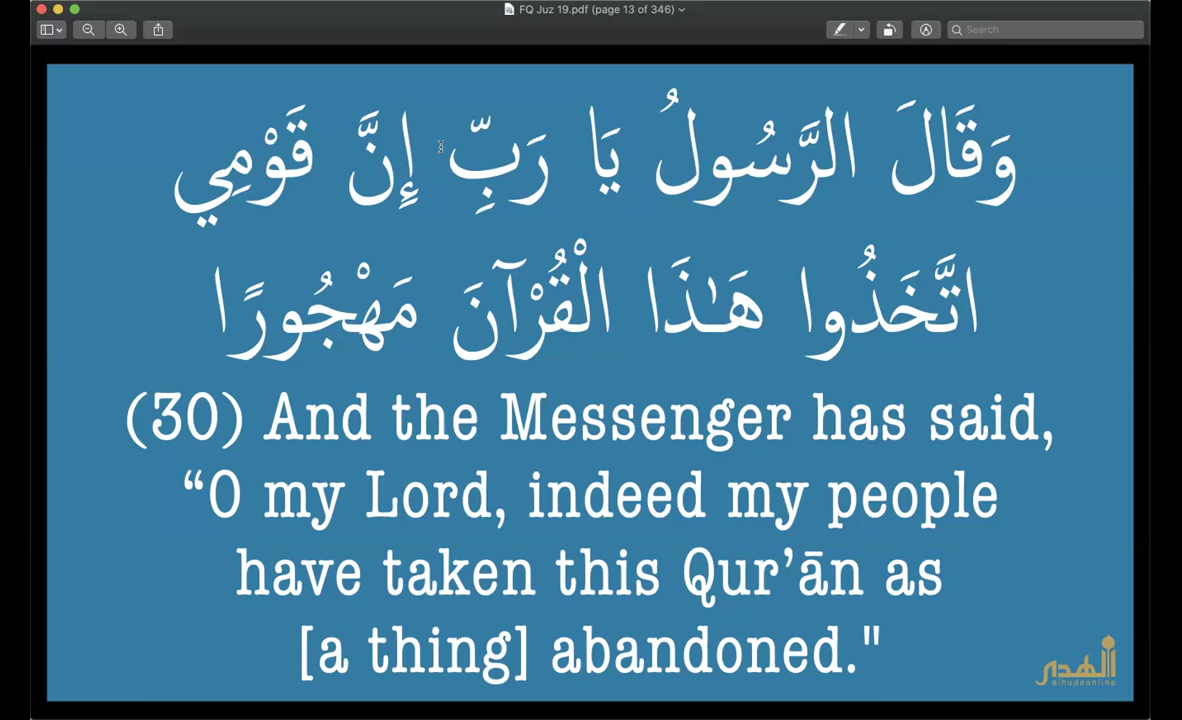 FQ Juz 19.pdf (page 13 of 346)
Search
وَقَالَ الرَّسُولُ يَا رَبِّ إِنَّ قَوْمِي
اتَّخَذُوا هَـٰذَا الْقُرْآنَ مَهْجُورًا
(30) And the Messenger has said,
“O my Lord, indeed my people
have taken this Qur’ān as
[a thing] abandoned."
الهدى
alhudaonline